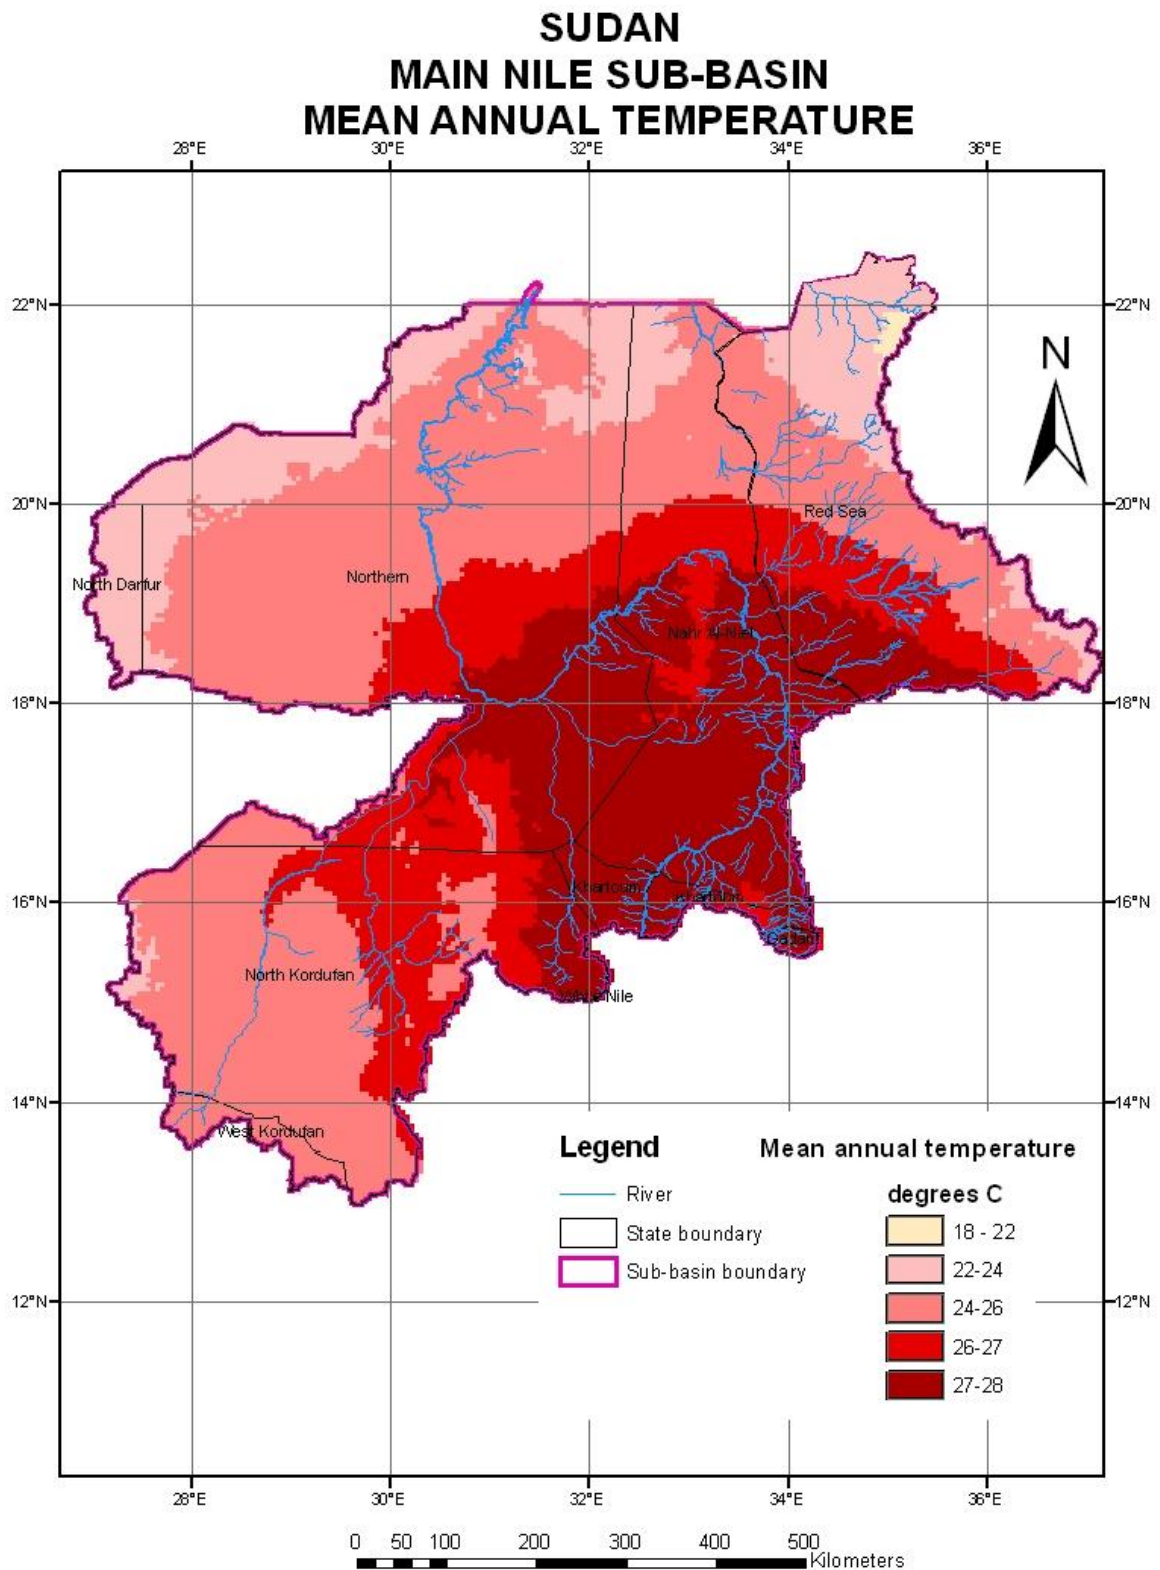 SUDAN
MAIN NILE SUB-BASIN
MEAN ANNUAL TEMPERATURE
28°E 30°E 32°E 34°E 36°E
22°N 22°N
N
20°N 20°N
Red Sea
North Darfur
Northern
Nahr Al-Niel
18°N 18°N
Khartoum
Khartoum
16°N 16°N
North Kordufan
White Nile
14°N 14°N
West Kordufan
Legend
River
State boundary
Sub-basin boundary
Mean annual temperature
degrees C
18 - 22
22-24
24-26
26-27
27-28
12°N 12°N
28°E 30°E 32°E 34°E 36°E
0 50 100 200 300 400 500
Kilometers